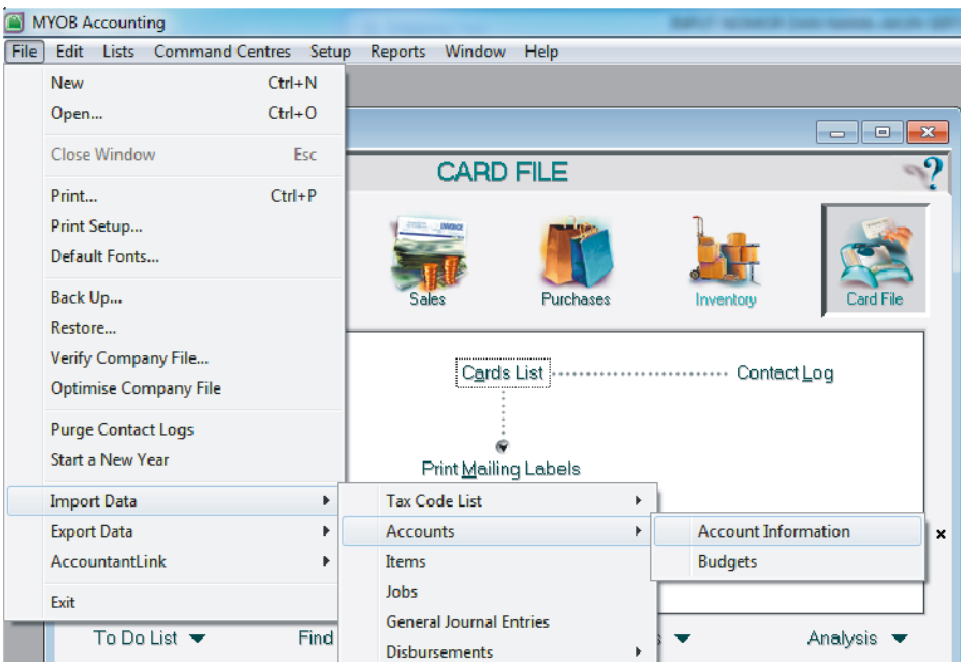 MYOB Accounting
File Edit Lists Command Centres Setup Reports Window Help
New Ctrl+N
Open... Ctrl+O
Close Window Esc
Print... Ctrl+P
Print Setup...
Default Fonts...
Back Up...
Restore...
Verify Company File...
Optimise Company File
Purge Contact Logs
Start a New Year
Import Data
Export Data
AccountantLink
Exit
CARD FILE
?
INVOICE
Sales Purchases Inventory Card File
Cards List Contact Log
Print Mailing Labels
Tax Code List
Accounts
Items
Jobs
General Journal Entries
Disbursements
Account Information
Budgets
To Do List Find Analysis